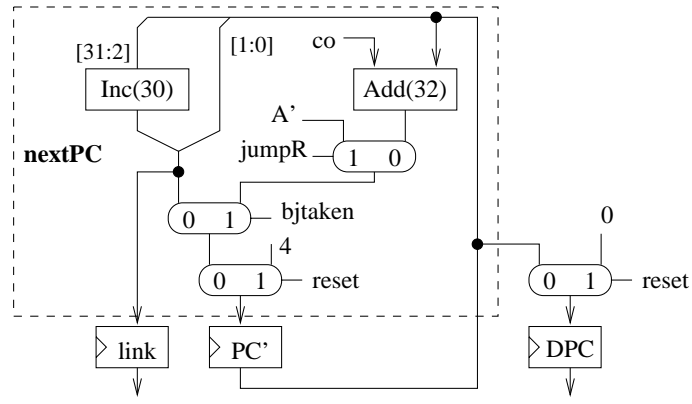 [31:2]
[1:0]
co
Inc(30)
Add(32)
A'
nextPC
jumpR
1 0
0 1
bjtaken
4
0
0 1
reset
0 1
reset
link
PC'
DPC